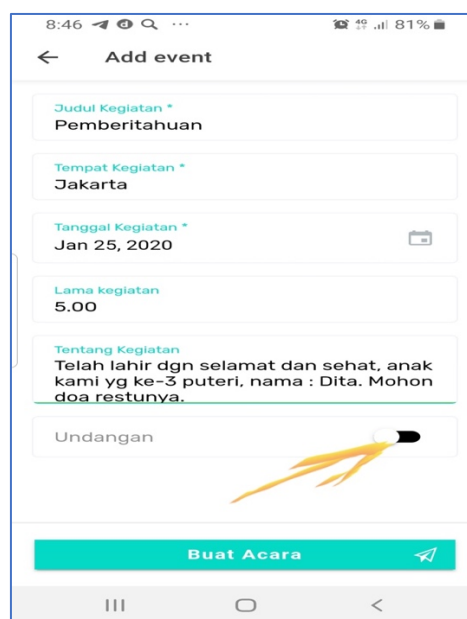 8:46 ... 81%
Add event
Judul Kegiatan *
Pemberitahuan
Tempat Kegiatan *
Jakarta
Tanggal Kegiatan *
Jan 25, 2020
Lama kegiatan
5.00
Tentang Kegiatan
Telah lahir dgn selamat dan sehat, anak
kami yg ke-3 puteri, nama : Dita. Mohon
doa restunya.
Undangan
Buat Acara